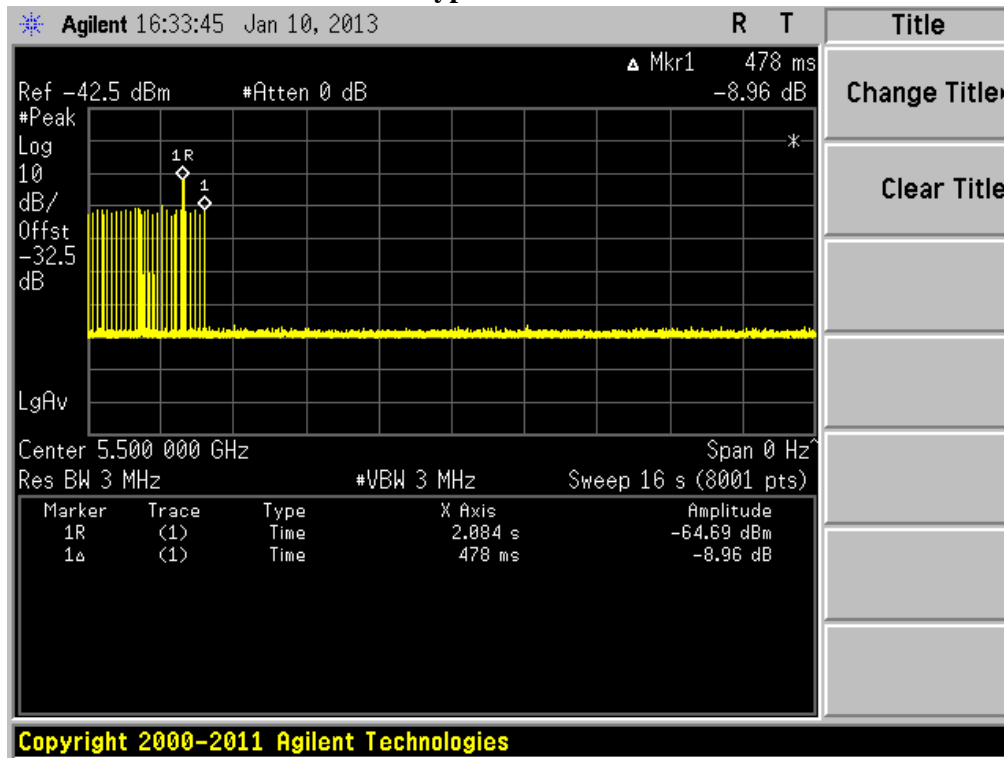 Agilent 16:33:45 Jan 10, 2013 R T
Title
Δ Mkr1 478 ms
Ref -42.5 dBm #Atten 0 dB -8.96 dB
Change Title
#Peak
Log
10
dB/
Offst
-32.5
dB
1R
1
*
Clear Title
LgAv
Center 5.500 000 GHz Span 0 Hz^
Res BW 3 MHz #VBW 3 MHz Sweep 16 s (8001 pts)
Marker Trace Type X Axis Amplitude
1R (1) Time 2.084 s -64.69 dBm
1Δ (1) Time 478 ms -8.96 dB
Copyright 2000-2011 Agilent Technologies